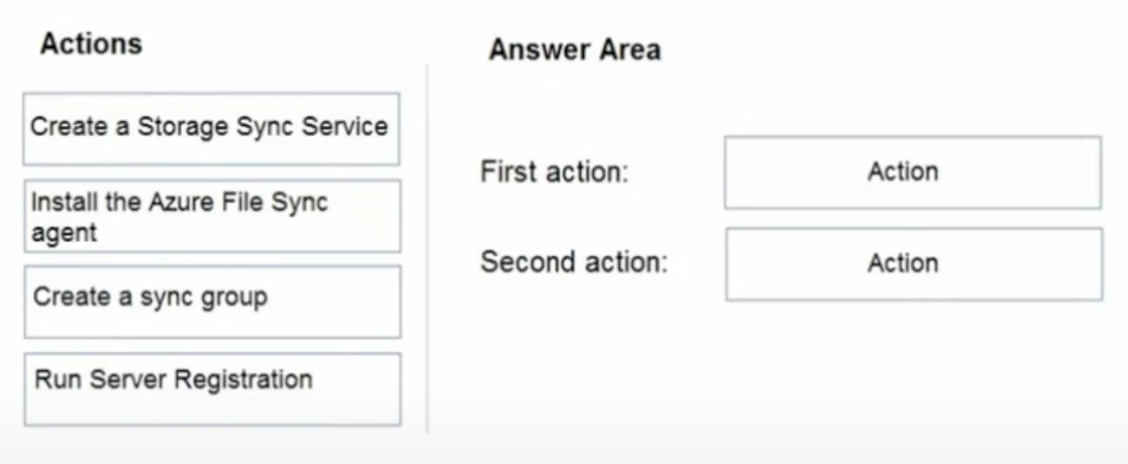 Actions
Create a Storage Sync Service
Install the Azure File Sync
agent
Create a sync group
Run Server Registration
Answer Area
First action:
Action
Second action:
Action